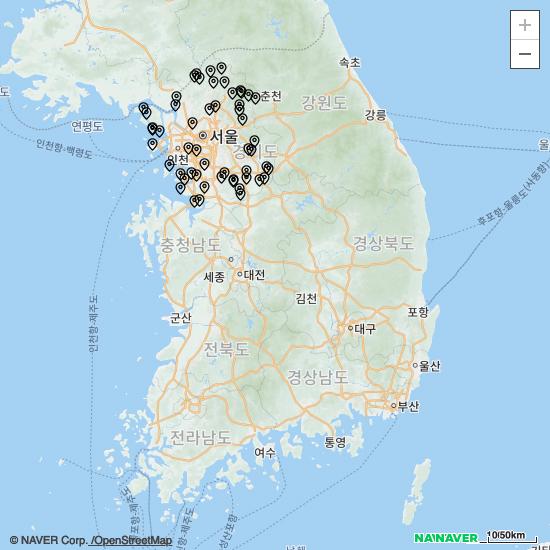 +
−
속초
춘천
강원도
강릉
연평도
서울
인천항-백령도
인천
경기도
울
후포항-울릉도(사동항)
충청남도
경상북도
세종
대전
김천
인천항-제주도
군산
포항
대구
전북도
울산
경상남도
부산
전라남도
통영
여수
© NAVER Corp. /OpenStreetMap
NAVER
10/50km